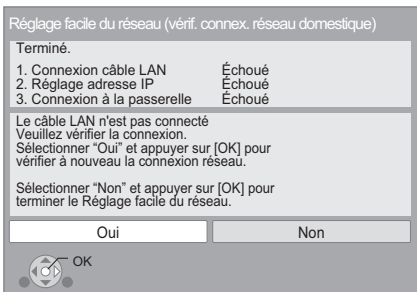 Réglage facile du réseau (vérif. connex. réseau domestique)
Terminé.
1. Connexion câble LAN Échoué
2. Réglage adresse IP Échoué
3. Connexion à la passerelle Échoué
Le câble LAN n'est pas connecté
Veuillez vérifier la connexion.
Sélectionner “Oui” et appuyer sur [OK] pour
vérifier à nouveau la connexion réseau.
Sélectionner “Non” et appuyer sur [OK] pour
terminer le Réglage facile du réseau.
Oui Non
OK